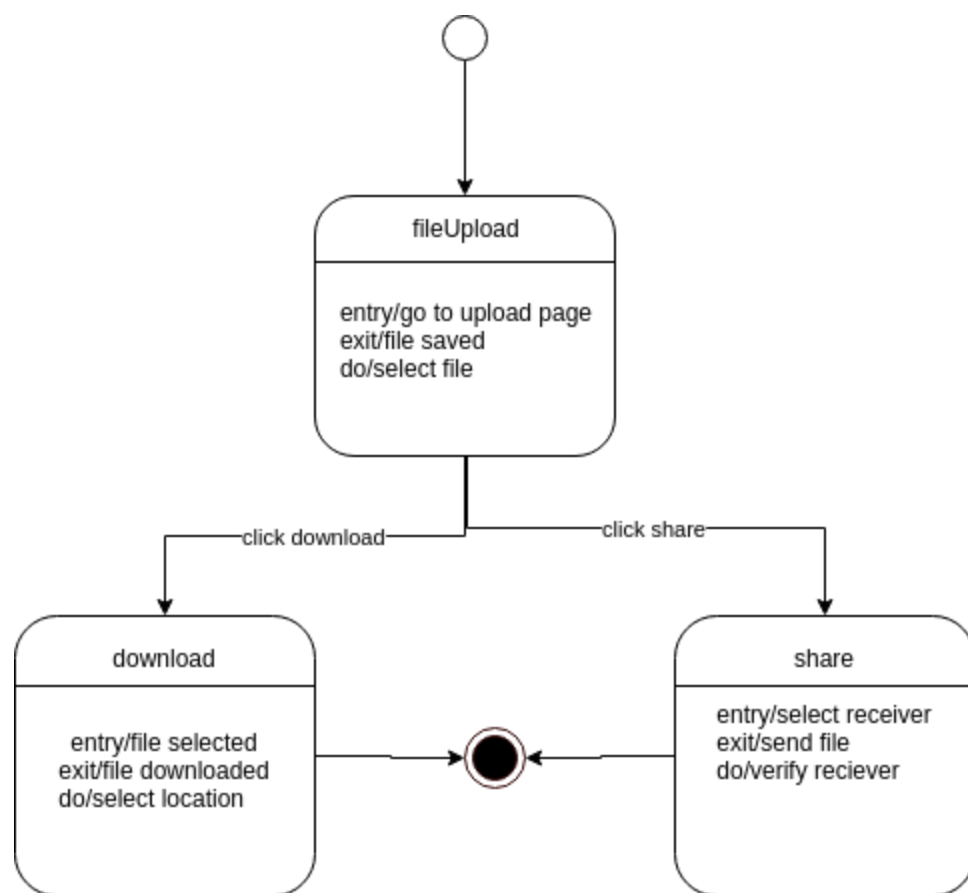 fileUpload
entry/go to upload page
exit/file saved
do/select file
click download
click share
download
entry/file selected
exit/file downloaded
do/select location
share
entry/select receiver
exit/send file
do/verify reciever